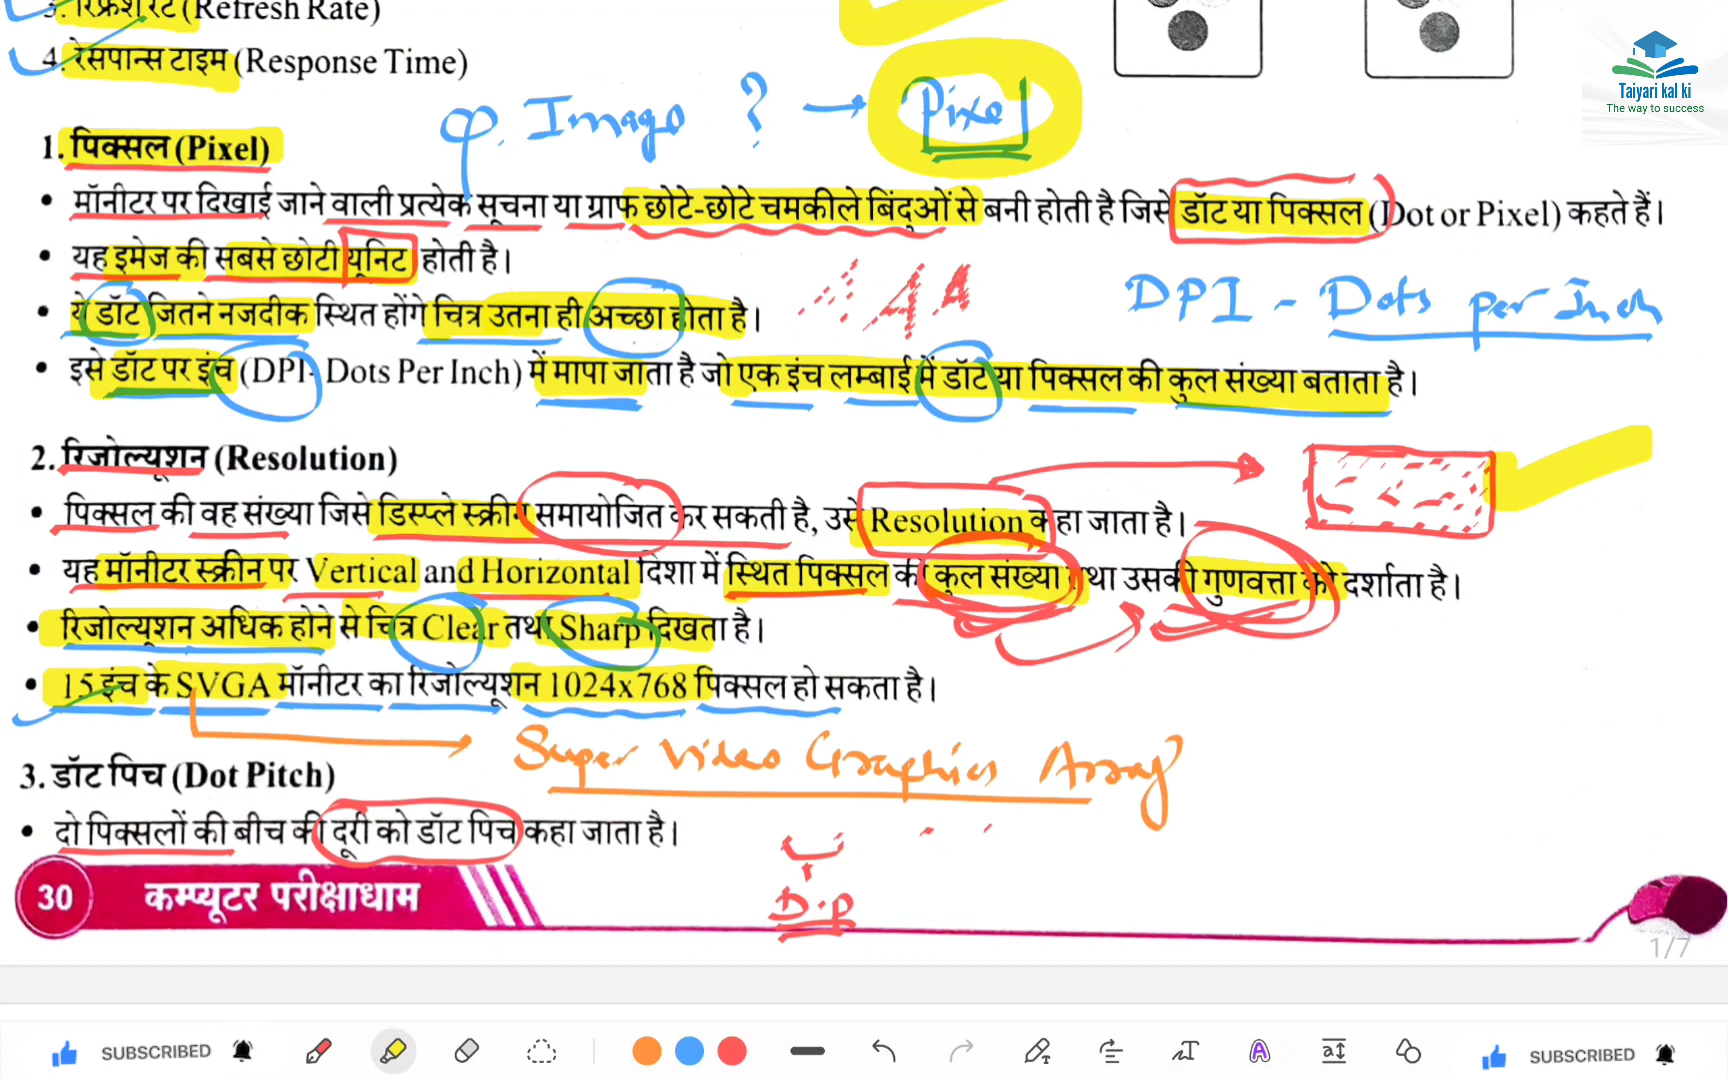 3. रिफ्रेश रेट (Refresh Rate)
4. रेसपान्स टाइम (Response Time)
Taiyari kal ki
The way to success
φ. Image ? → Pixel
1. पिक्सल (Pixel)
• मॉनीटर पर दिखाई जाने वाली प्रत्येक सूचना या ग्राफ छोटे-छोटे चमकीले बिंदुओं से बनी होती है जिसे डॉट या पिक्सल (Dot or Pixel) कहते हैं।
• यह इमेज की सबसे छोटी यूनिट होती है।
A A
DPI - Dots per Inch
• ये डॉट जितने नजदीक स्थित होंगे चित्र उतना ही अच्छा होता है।
• इसे डॉट पर इंच (DPI- Dots Per Inch) में मापा जाता है जो एक इंच लम्बाई में डॉट या पिक्सल की कुल संख्या बताता है।
2. रिजोल्यूशन (Resolution)
• पिक्सल की वह संख्या जिसे डिस्प्ले स्क्रीन समायोजित कर सकती है, उसे Resolution कहा जाता है।
• यह मॉनीटर स्क्रीन पर Vertical and Horizontal दिशा में स्थित पिक्सल की कुल संख्या तथा उसकी गुणवत्ता को दर्शाता है।
• रिजोल्यूशन अधिक होने से चित्र Clear तथा Sharp दिखता है।
• 15 इंच के SVGA मॉनीटर का रिजोल्यूशन 1024x768 पिक्सल हो सकता है।
Super Video Graphics Array
3. डॉट पिच (Dot Pitch)
• दो पिक्सलों की बीच की दूरी को डॉट पिच कहा जाता है।
D.P
30 कम्प्यूटर परीक्षाधाम
1/7
SUBSCRIBED SUBSCRIBED